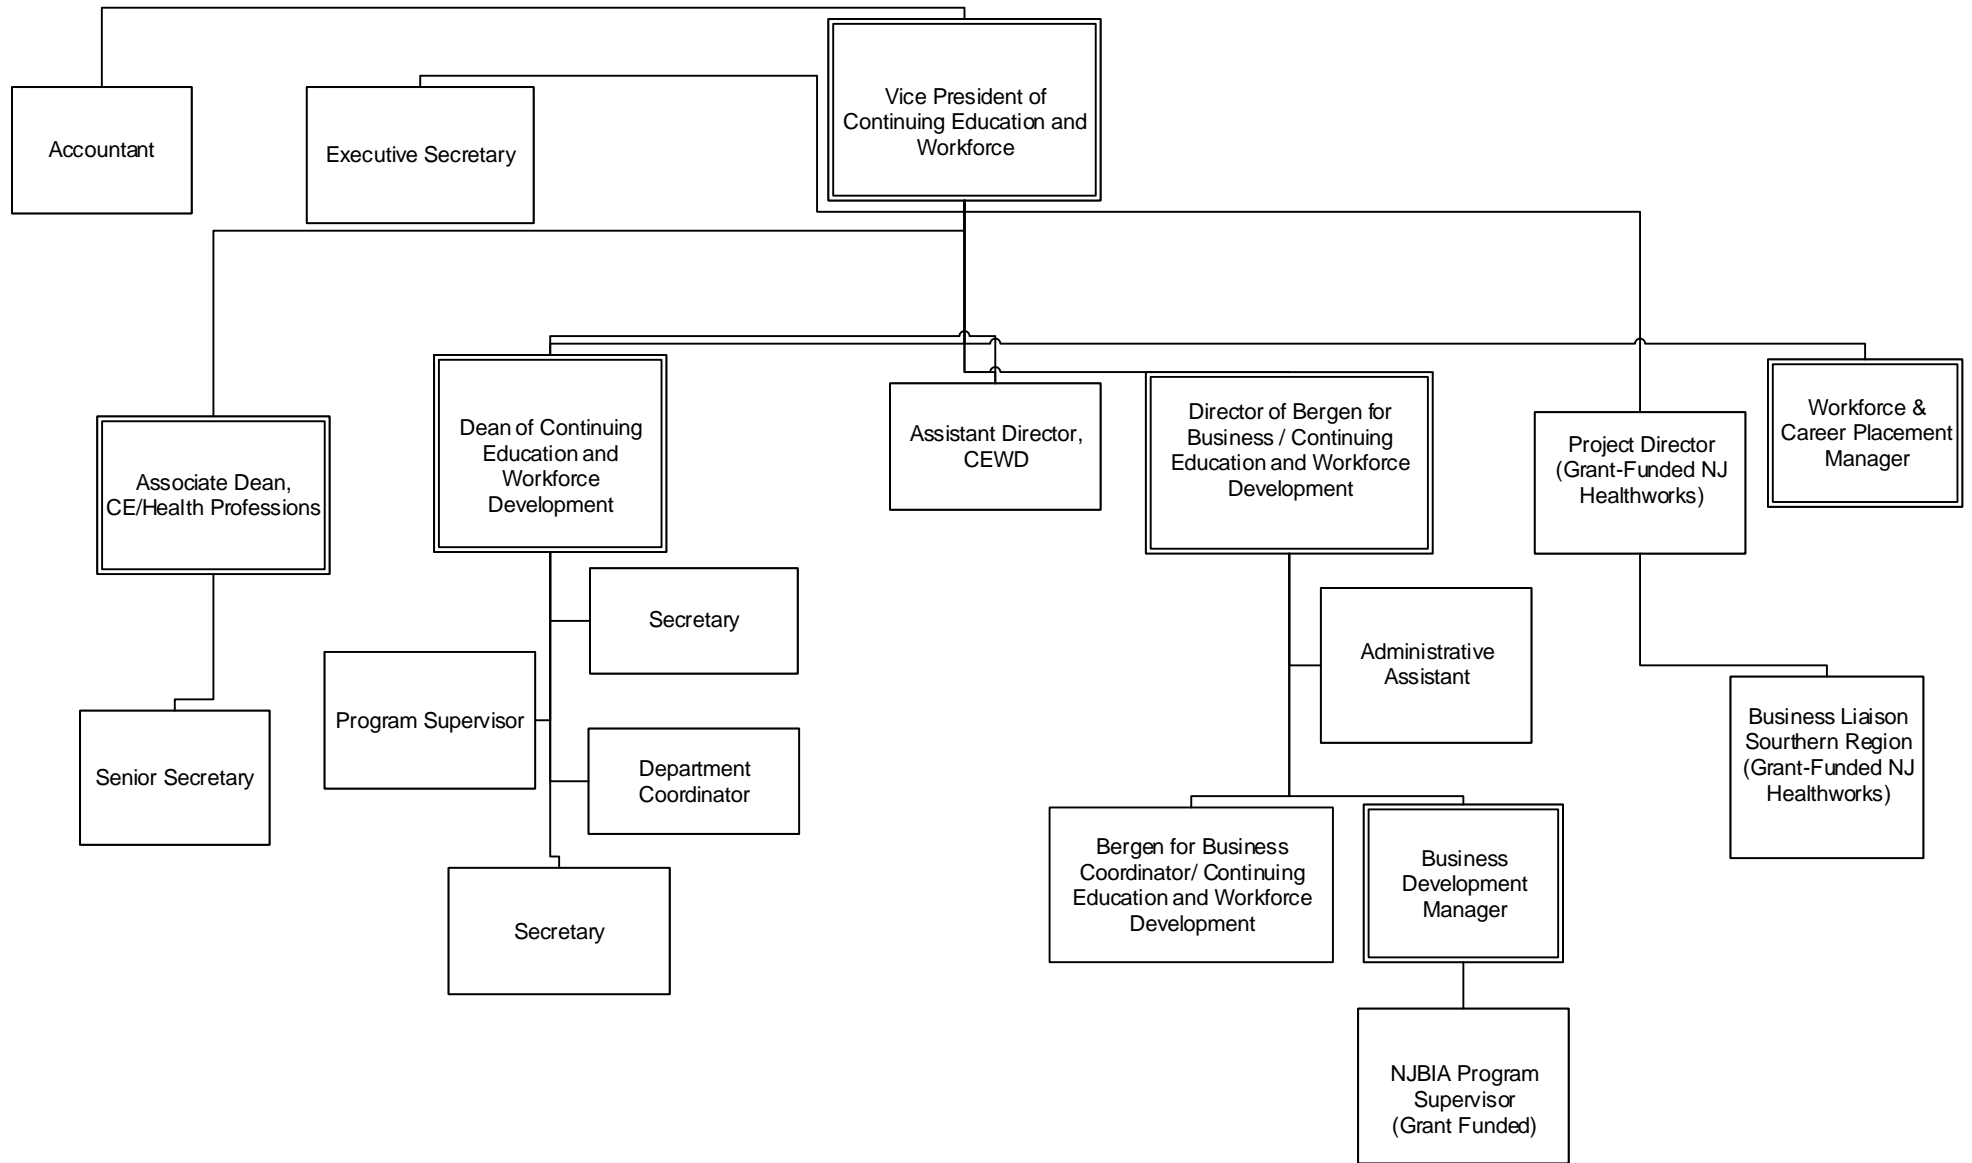 Vice President of
Continuing Education and
Workforce
Accountant
Executive Secretary
Associate Dean,
CE/Health Professions
Dean of Continuing
Education and
Workforce
Development
Assistant Director,
CEWD
Director of Bergen for
Business / Continuing
Education and Workforce
Development
Project Director
(Grant-Funded NJ
Healthworks)
Workforce &
Career Placement
Manager
Secretary
Program Supervisor
Department
Coordinator
Secretary
Senior Secretary
Administrative
Assistant
Business Liaison
Sourthern Region
(Grant-Funded NJ
Healthworks)
Bergen for Business
Coordinator/ Continuing
Education and Workforce
Development
Business
Development
Manager
NJBIA Program
Supervisor
(Grant Funded)